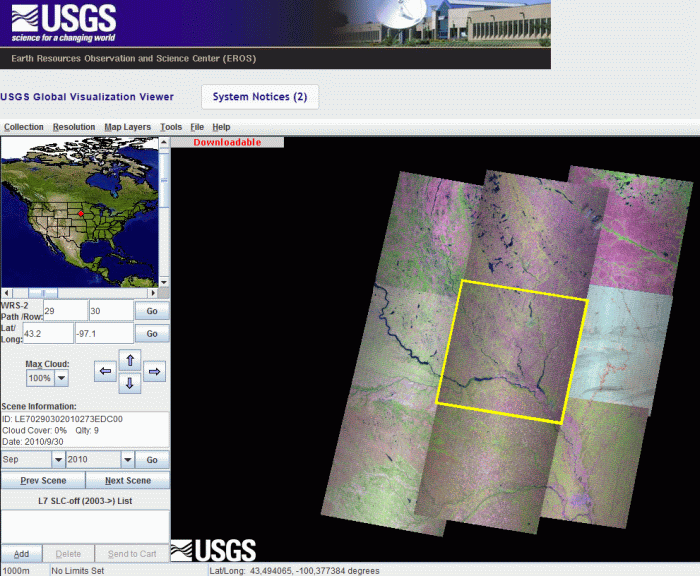 USGS
science for a changing world
Earth Resources Observation and Science Center (EROS)
USGS Global Visualization Viewer
System Notices (2)
Collection Resolution Map Layers Tools File Help
Downloadable
WRS-2
Path /Row: 29 30 Go
Lat/
Long: 43.2 -97.1 Go
Max Cloud:
100%
Scene Information:
ID: LE70290302010273EDC00
Cloud Cover: 0% Qlty: 9
Date: 2010/9/30
Sep 2010 Go
Prev Scene Next Scene
L7 SLC-off (2003->) List
Add Delete Send to Cart
USGS
1000m No Limits Set Lat/Long: 43,494065, -100,377384 degrees